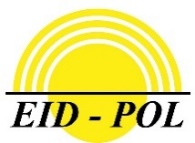 EID - POL